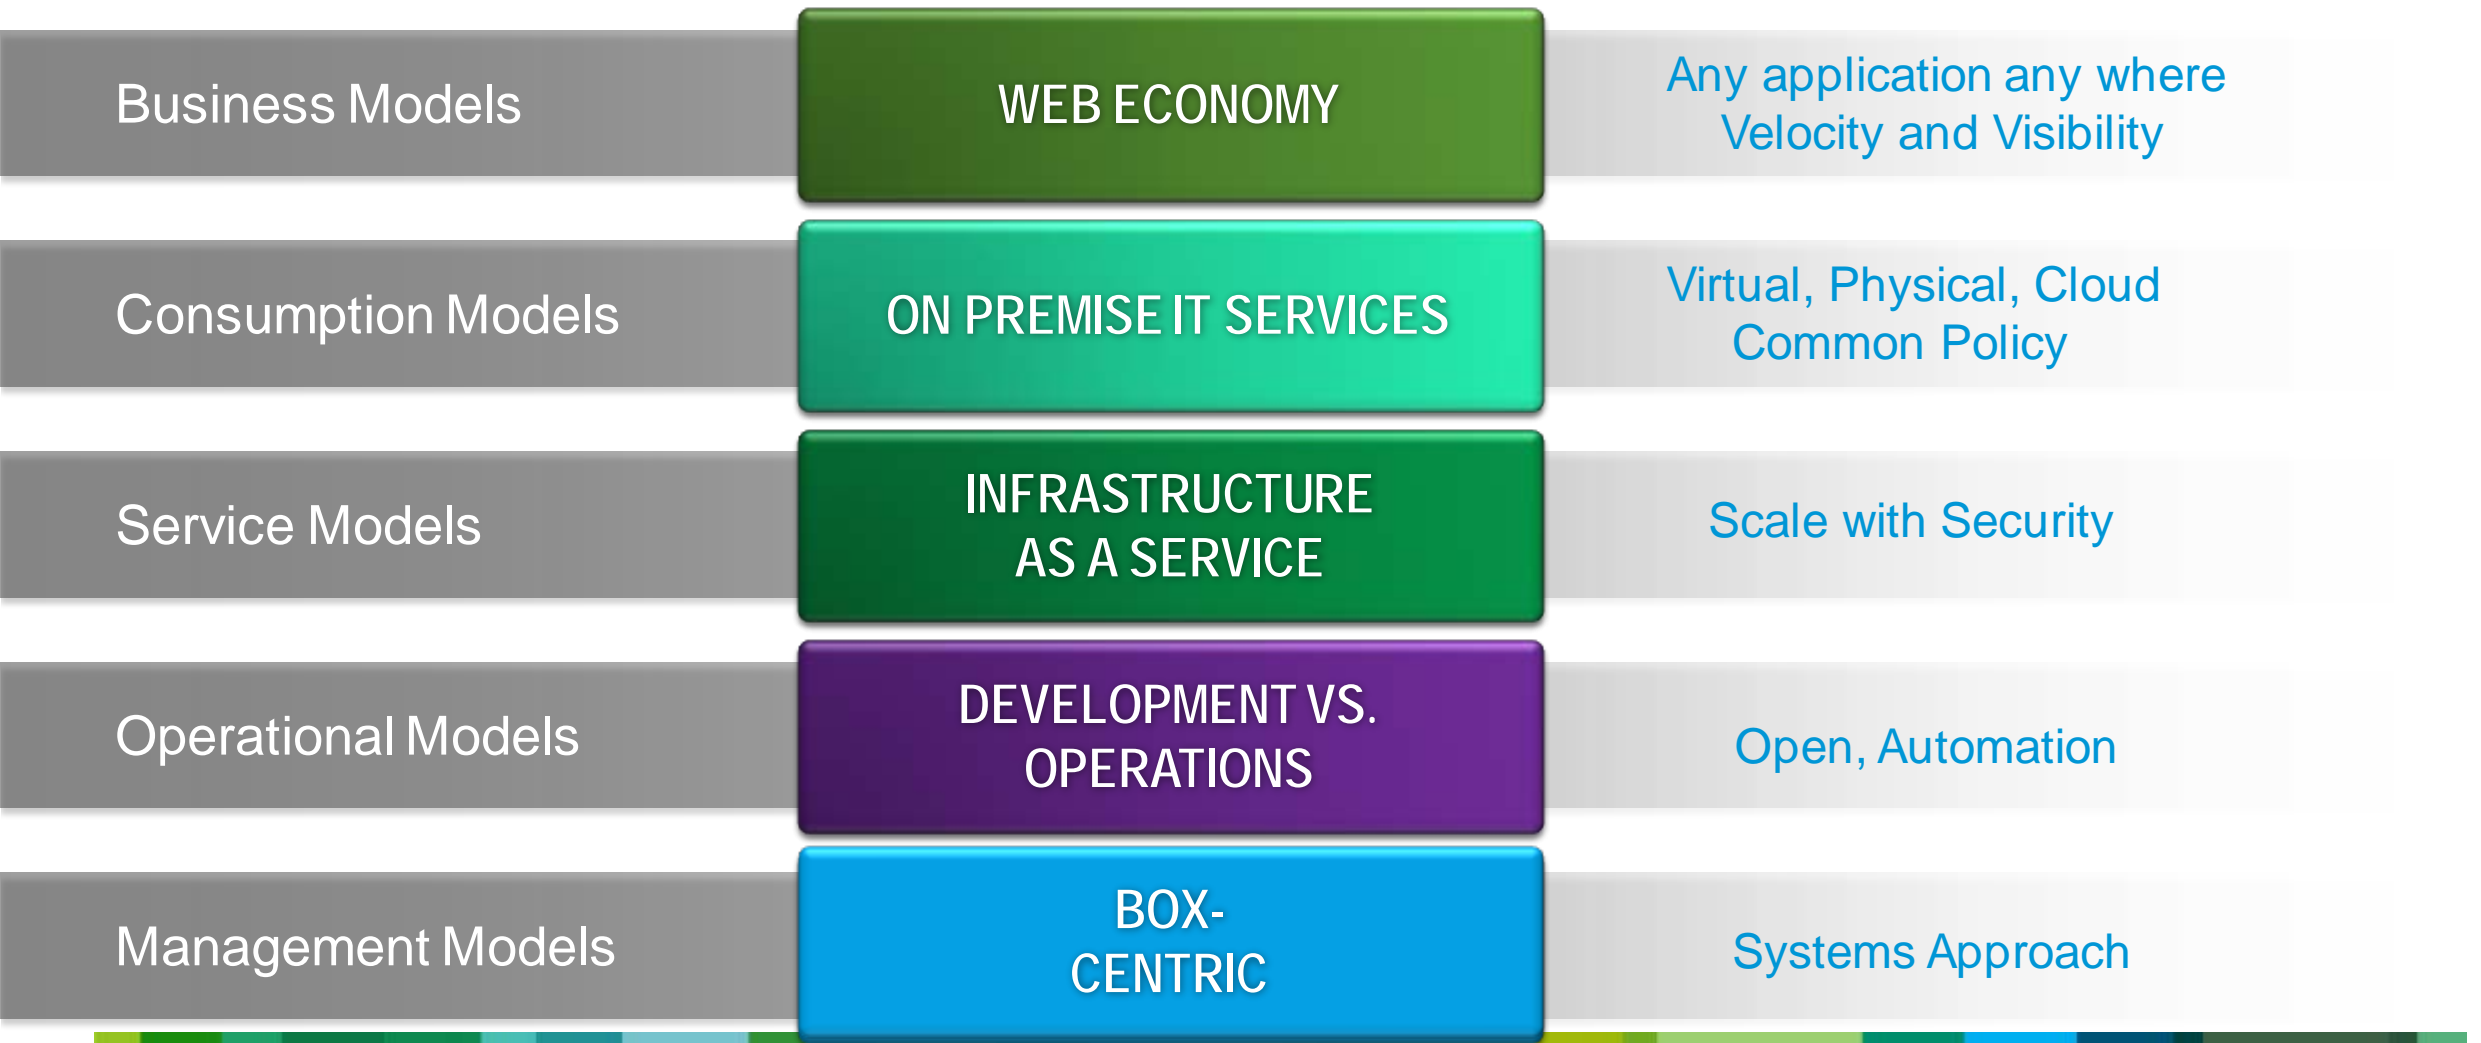 Business Models
WEB ECONOMY
Any application any where
Velocity and Visibility
Consumption Models
ON PREMISE IT SERVICES
Virtual, Physical, Cloud
Common Policy
Service Models
INFRASTRUCTURE
AS A SERVICE
Scale with Security
Operational Models
DEVELOPMENT VS.
OPERATIONS
Open, Automation
Management Models
BOX-
CENTRIC
Systems Approach